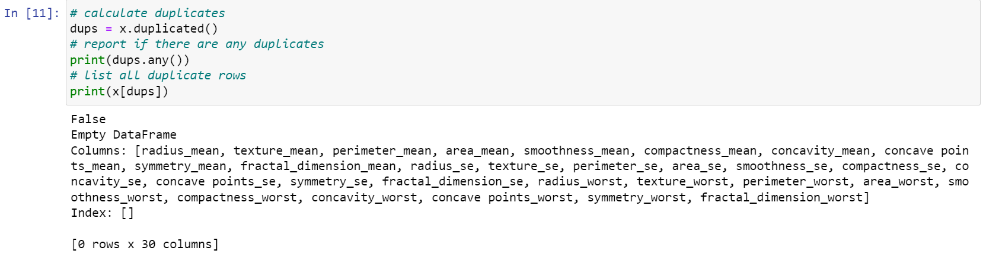 In [11]: # calculate duplicates
dups = x.duplicated()
# report if there are any duplicates
print(dups.any())
# list all duplicate rows
print(x[dups])
False
Empty DataFrame
Columns: [radius_mean, texture_mean, perimeter_mean, area_mean, smoothness_mean, compactness_mean, concavity_mean, concave poin
ts_mean, symmetry_mean, fractal_dimension_mean, radius_se, texture_se, perimeter_se, area_se, smoothness_se, compactness_se, co
ncavity_se, concave points_se, symmetry_se, fractal_dimension_se, radius_worst, texture_worst, perimeter_worst, area_worst, smo
othness_worst, compactness_worst, concavity_worst, concave points_worst, symmetry_worst, fractal_dimension_worst]
Index: []
[0 rows x 30 columns]